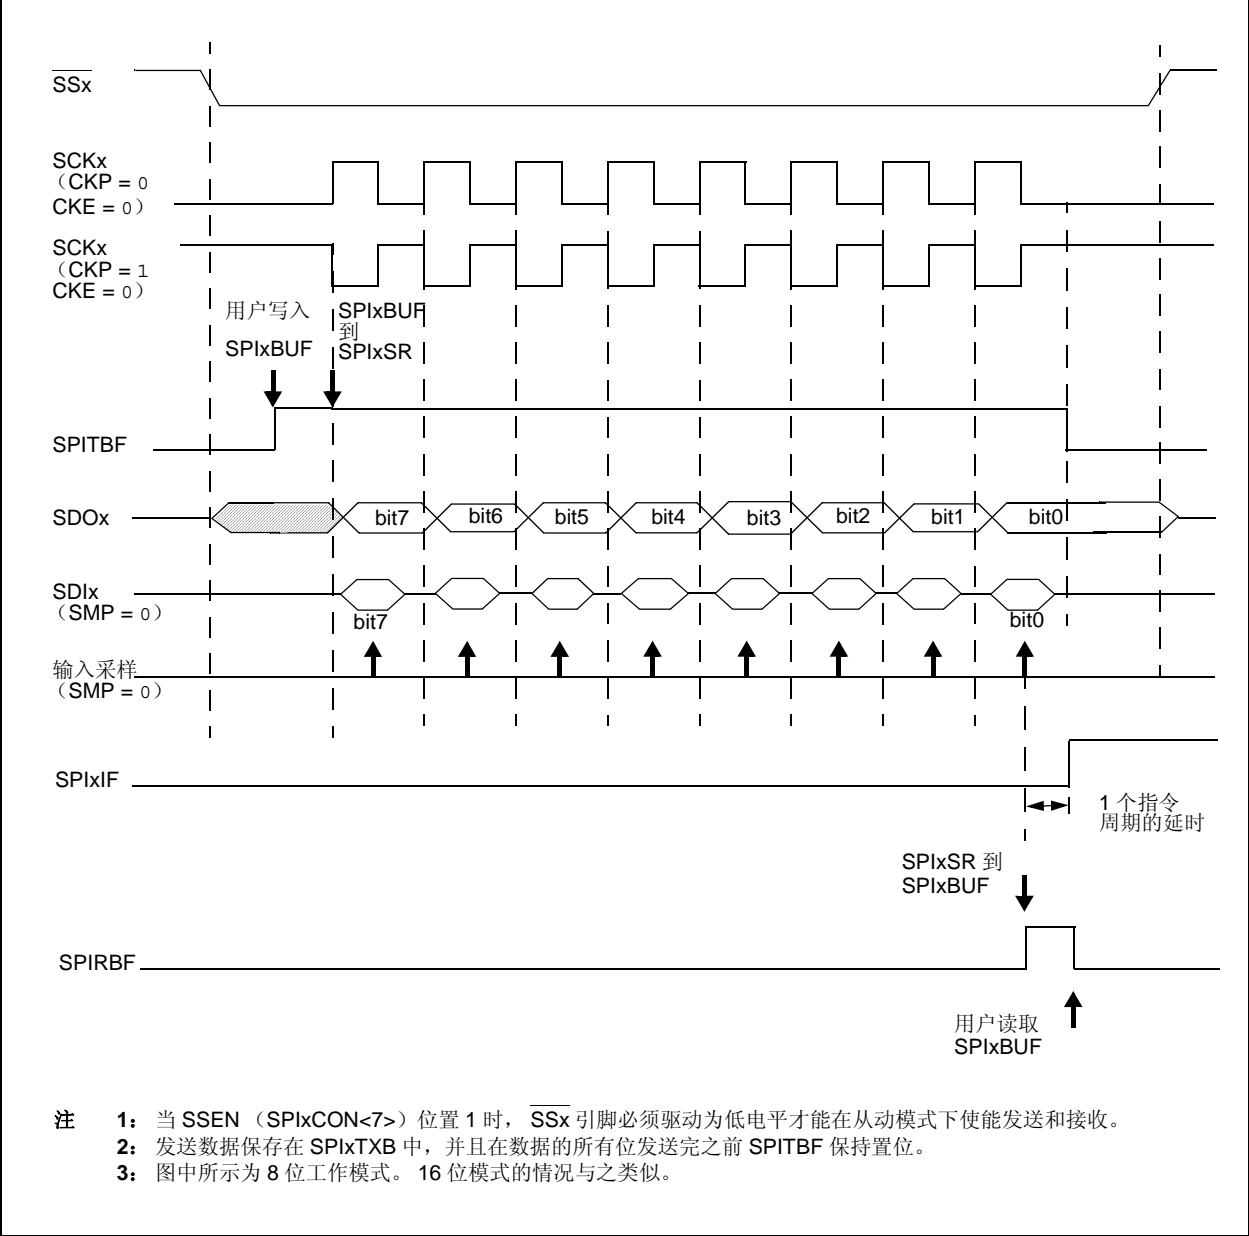 SSx
SCKx
（CKP = 0
CKE = 0）
SCKx
（CKP = 1
CKE = 0）
用户写入
SPIxBUF
SPIxBUF
到
SPIxSR
SPITBF
SDOx
bit7
bit6
bit5
bit4
bit3
bit2
bit1
bit0
SDIx
（SMP = 0）
bit7
bit0
输入采样
（SMP = 0）
SPIxIF
1 个指令
周期的延时
SPIxSR 到
SPIxBUF
SPIRBF
用户读取
SPIxBUF
注 1： 当 SSEN （SPIxCON<7>）位置 1 时， SSx 引脚必须驱动为低电平才能在从动模式下使能发送和接收。
2： 发送数据保存在 SPIxTXB 中，并且在数据的所有位发送完之前 SPITBF 保持置位。
3： 图中所示为 8 位工作模式。 16 位模式的情况与之类似。